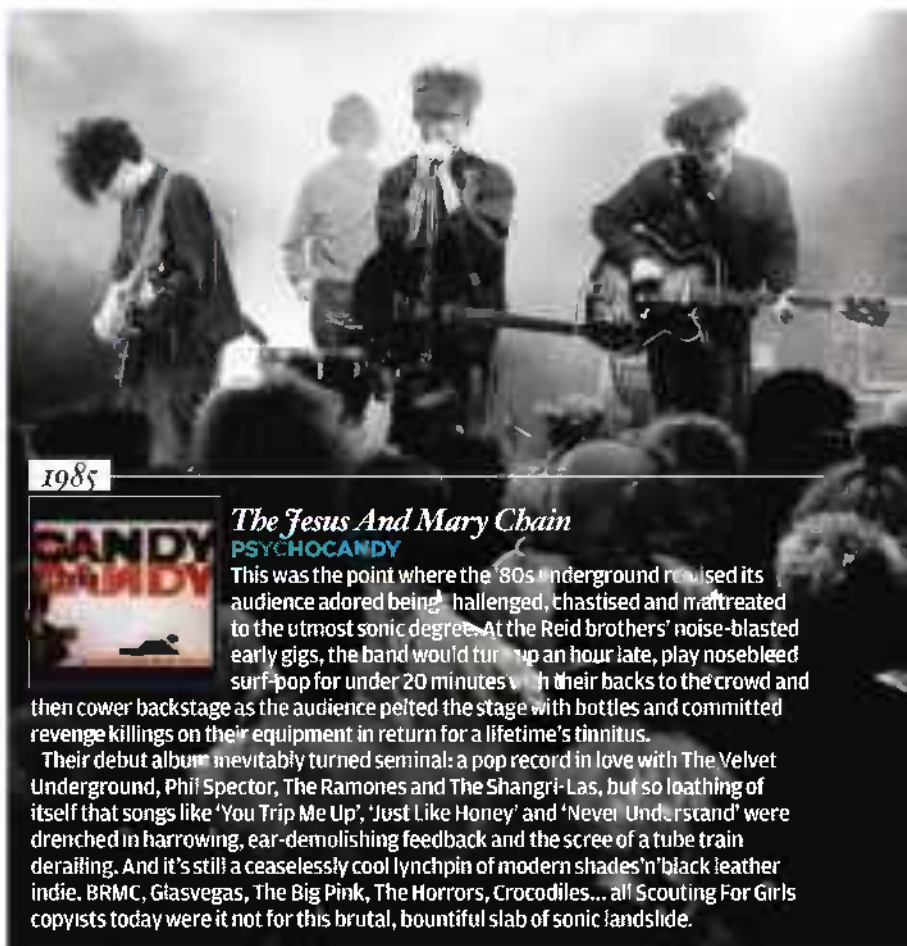 1985
CANDY
CANDY
The Jesus And Mary Chain
PSYCHOCANDY
This was the point where the '80s underground realised its
audience adored being challenged, chastised and maltreated
to the utmost sonic degree. At the Reid brothers' noise-blasted
early gigs, the band would turn up an hour late, play nosebleed
surf-pop for under 20 minutes with their backs to the crowd and
then cower backstage as the audience pelted the stage with bottles and committed
revenge killings on their equipment in return for a lifetime's tinnitus.
Their debut album inevitably turned seminal: a pop record in love with The Velvet
Underground, Phil Spector, The Ramones and The Shangri-Las, but so loathing of
itself that songs like 'You Trip Me Up', 'Just Like Honey' and 'Never Understand' were
drenched in harrowing, ear-demolishing feedback and the scree of a tube train
derailing. And it's still a ceaselessly cool lynchpin of modern shades'n'black leather
indie. BRMC, Glasvegas, The Big Pink, The Horrors, Crocodiles... all Scouting For Girls
copyists today were it not for this brutal, bountiful slab of sonic landslide.